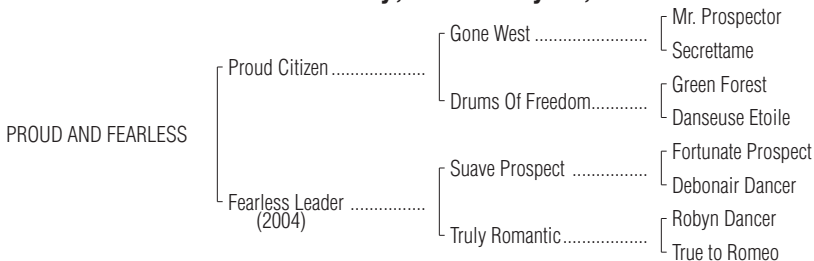 Mr. Prospector
Gone West ....................
Secrettame
Proud Citizen ....................
Green Forest
Drums Of Freedom............
Danseuse Etoile
PROUD AND FEARLESS
Fortunate Prospect
Suave Prospect ................
Debonair Dancer
Fearless Leader ................
(2004)
Robyn Dancer
Truly Romantic..................
True to Romeo